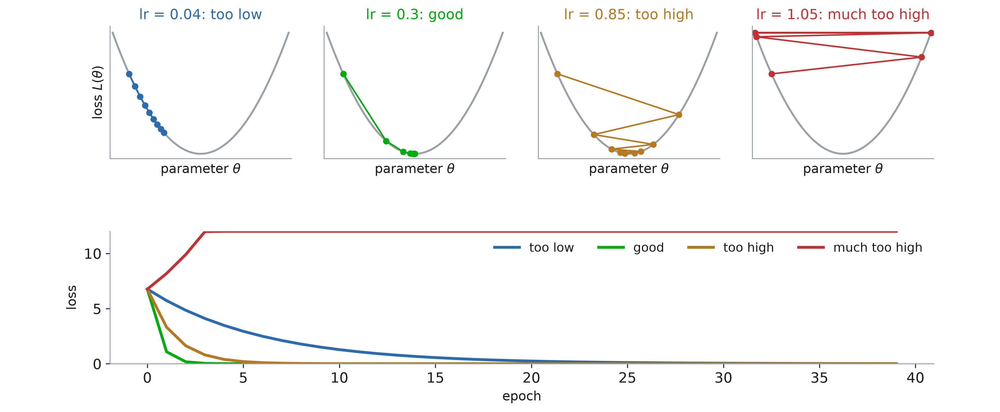 lr = 0.04: too low
lr = 0.3: good
lr = 0.85: too high
lr = 1.05: much too high
loss L(θ)
parameter θ
parameter θ
parameter θ
parameter θ
10
5
0
loss
too low
good
too high
much too high
0
5
10
15
20
25
30
35
40
epoch